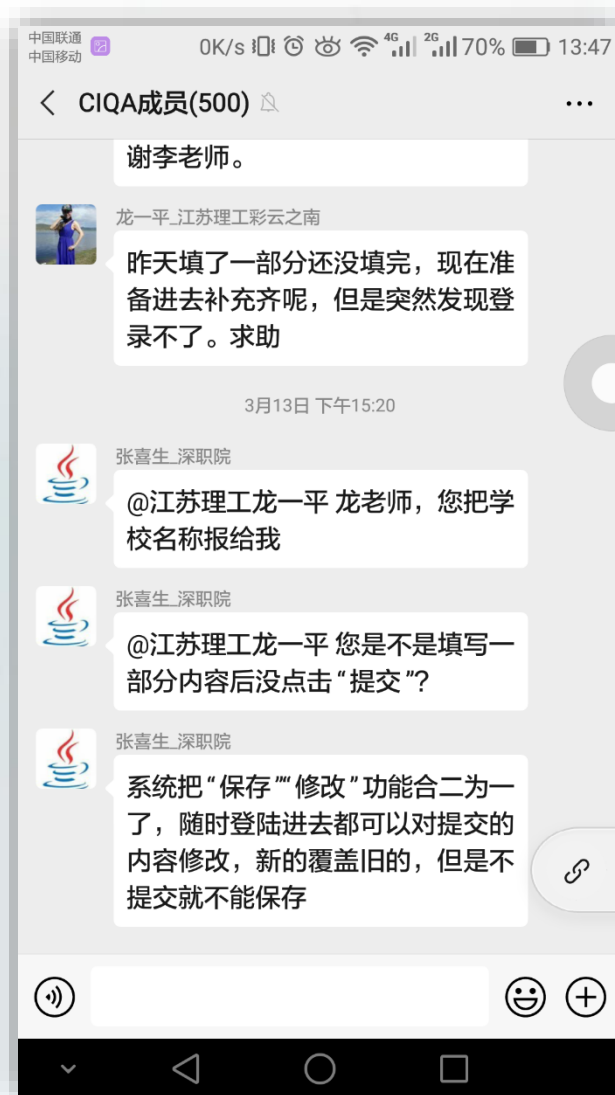 中国联通
中国移动
0K/s 4G 2G 70% 13:47
CIQA成员(500)
谢李老师。
龙一平_江苏理工彩云之南
昨天填了一部分还没填完，现在准
备进去补充齐呢，但是突然发现登
录不了。求助
3月13日 下午15:20
张喜生_深职院
@江苏理工龙一平 龙老师，您把学
校名称报给我
张喜生_深职院
@江苏理工龙一平 您是不是填写一
部分内容后没点击“提交”？
张喜生_深职院
系统把“保存”“修改”功能合二为一
了，随时登陆进去都可以对提交的
内容修改，新的覆盖旧的，但是不
提交就不能保存